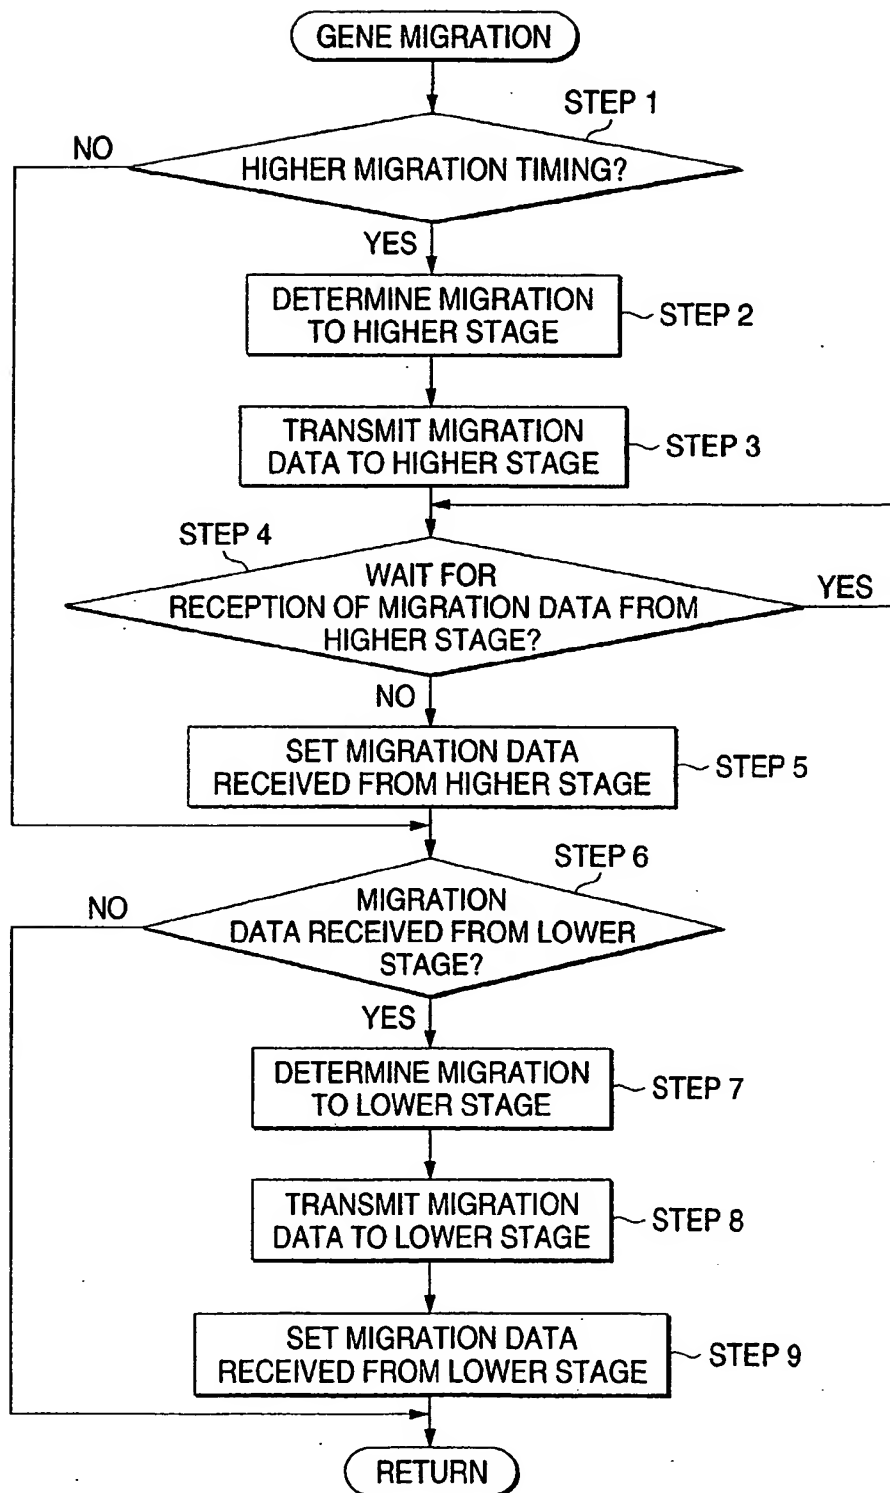 GENE MIGRATION
STEP 1
NO
HIGHER MIGRATION TIMING?
YES
DETERMINE MIGRATION
TO HIGHER STAGE
STEP 2
TRANSMIT MIGRATION
DATA TO HIGHER STAGE
STEP 3
STEP 4
WAIT FOR
RECEPTION OF MIGRATION DATA FROM
HIGHER STAGE?
YES
NO
SET MIGRATION DATA
RECEIVED FROM HIGHER STAGE
STEP 5
STEP 6
NO
MIGRATION
DATA RECEIVED FROM LOWER
STAGE?
YES
DETERMINE MIGRATION
TO LOWER STAGE
STEP 7
TRANSMIT MIGRATION
DATA TO LOWER STAGE
STEP 8
SET MIGRATION DATA
RECEIVED FROM LOWER STAGE
STEP 9
RETURN